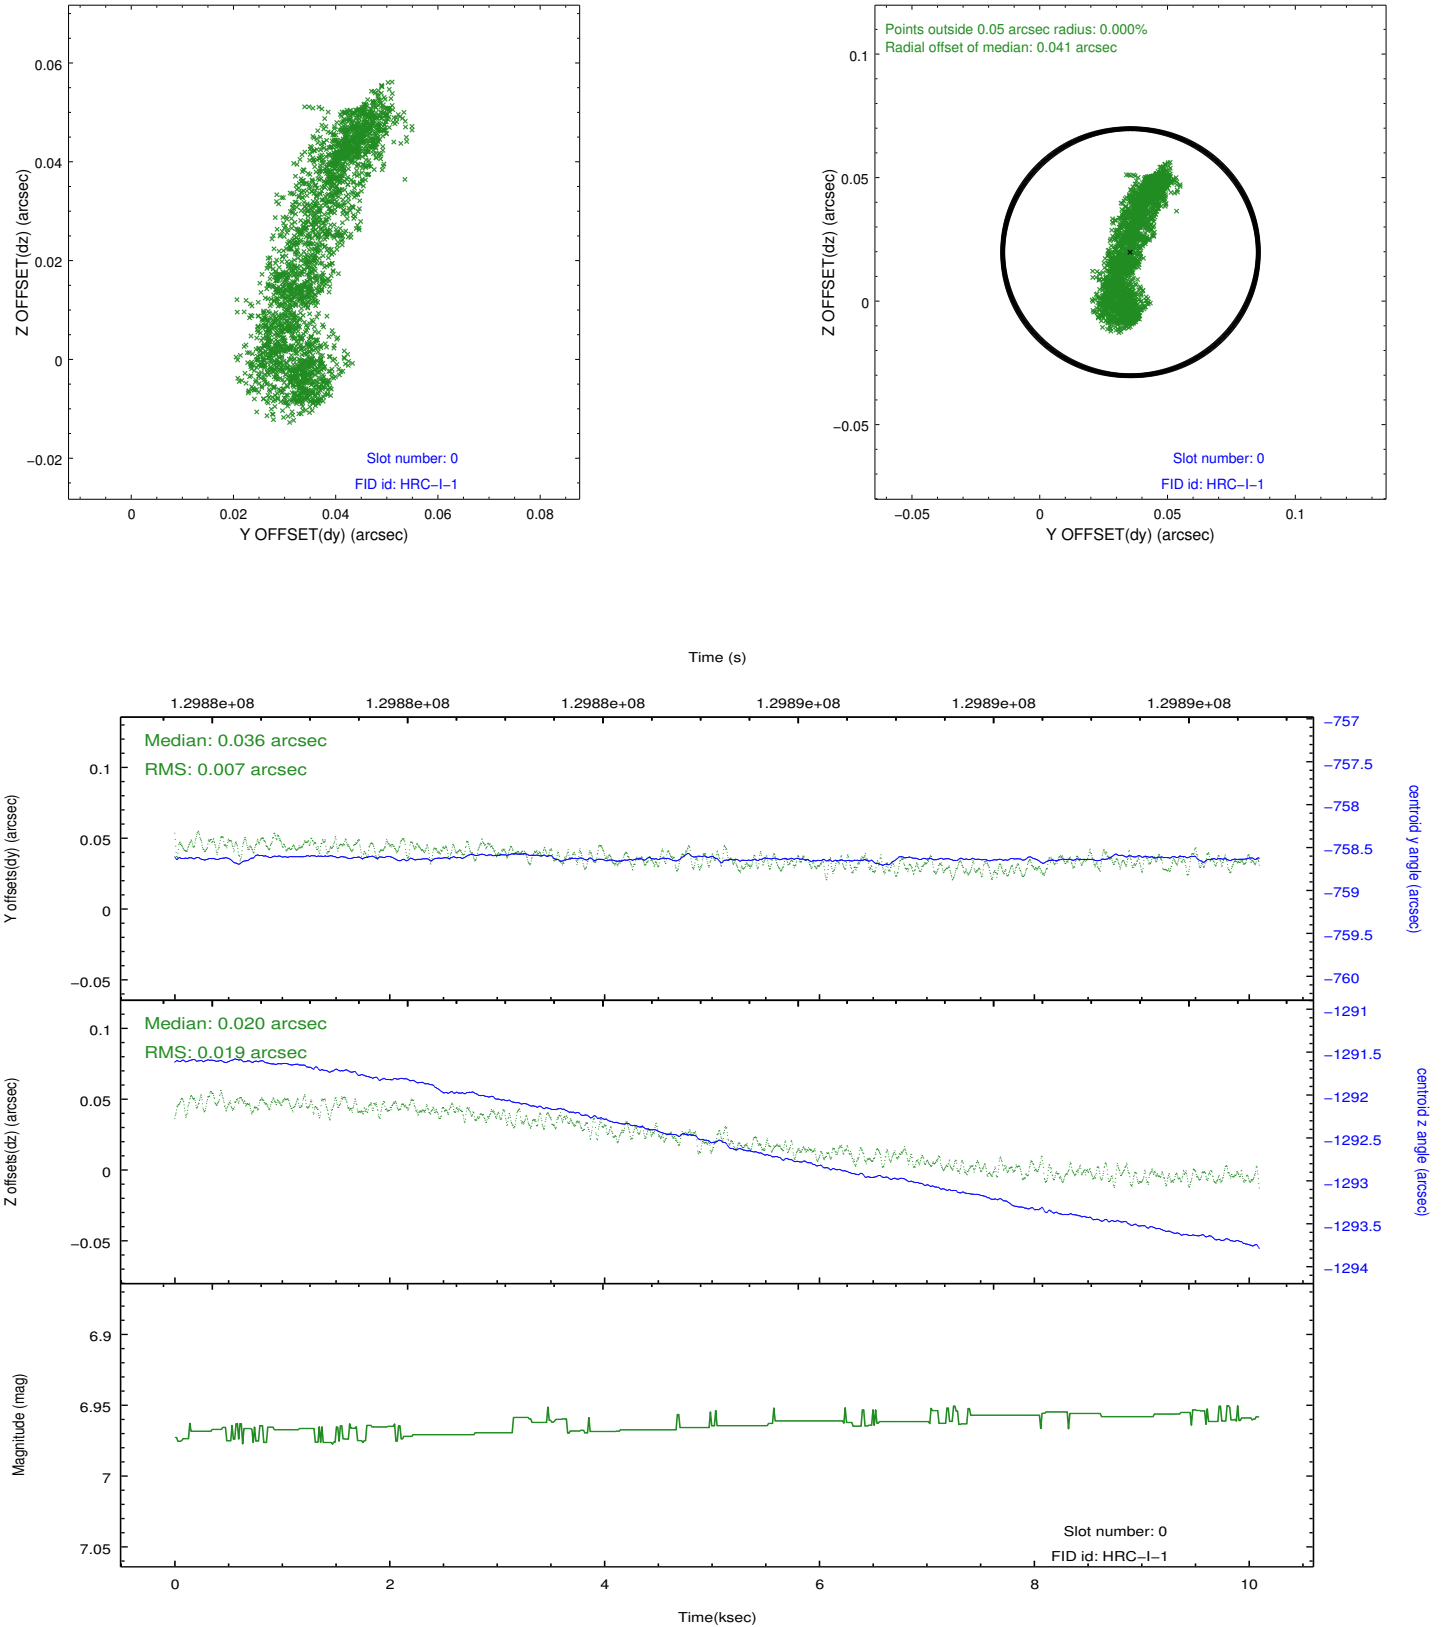 0.06
0.04
0.02
0
−0.02
Z OFFSET(dz) (arcsec)
Slot number: 0
FID id: HRC−I−1
0 0.02 0.04 0.06 0.08
Y OFFSET(dy) (arcsec)
Points outside 0.05 arcsec radius: 0.000%
Radial offset of median: 0.041 arcsec
0.1
0.05
0
−0.05
Z OFFSET(dz) (arcsec)
Slot number: 0
FID id: HRC−I−1
−0.05 0 0.05 0.1
Y OFFSET(dy) (arcsec)
Time (s)
1.2988e+08 1.2988e+08 1.2988e+08 1.2989e+08 1.2989e+08 1.2989e+08
Median: 0.036 arcsec
RMS: 0.007 arcsec
0.1
0.05
0
−0.05
Y offsets(dy) (arcsec)
−757
−757.5
−758
−758.5
−759
−759.5
−760
centroid y angle (arcsec)
Median: 0.020 arcsec
RMS: 0.019 arcsec
0.1
0.05
0
−0.05
Z offsets(dz) (arcsec)
−1291
−1291.5
−1292
−1292.5
−1293
−1293.5
−1294
centroid z angle (arcsec)
6.9
6.95
7
7.05
Magnitude (mag)
Slot number: 0
FID id: HRC−I−1
0 2 4 6 8 10
Time(ksec)